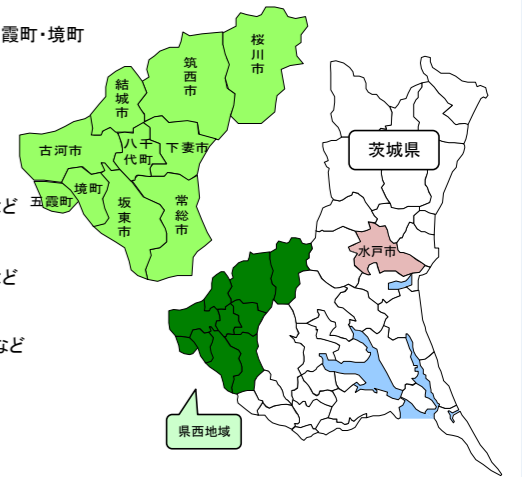 霞町・境町
桜川市
筑西市
結城市
古河市
八千代町
下妻市
境町
五霞町
坂東市
常総市
ど
ど
など
茨城県
水戸市
県西地域